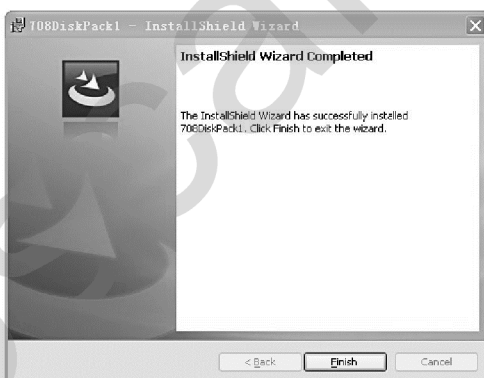 708DiskPack1 - InstallShield Wizard
InstallShield Wizard Completed
The InstallShield Wizard has successfully installed
708DiskPack1. Click Finish to exit the wizard.
< Back
Finish
Cancel